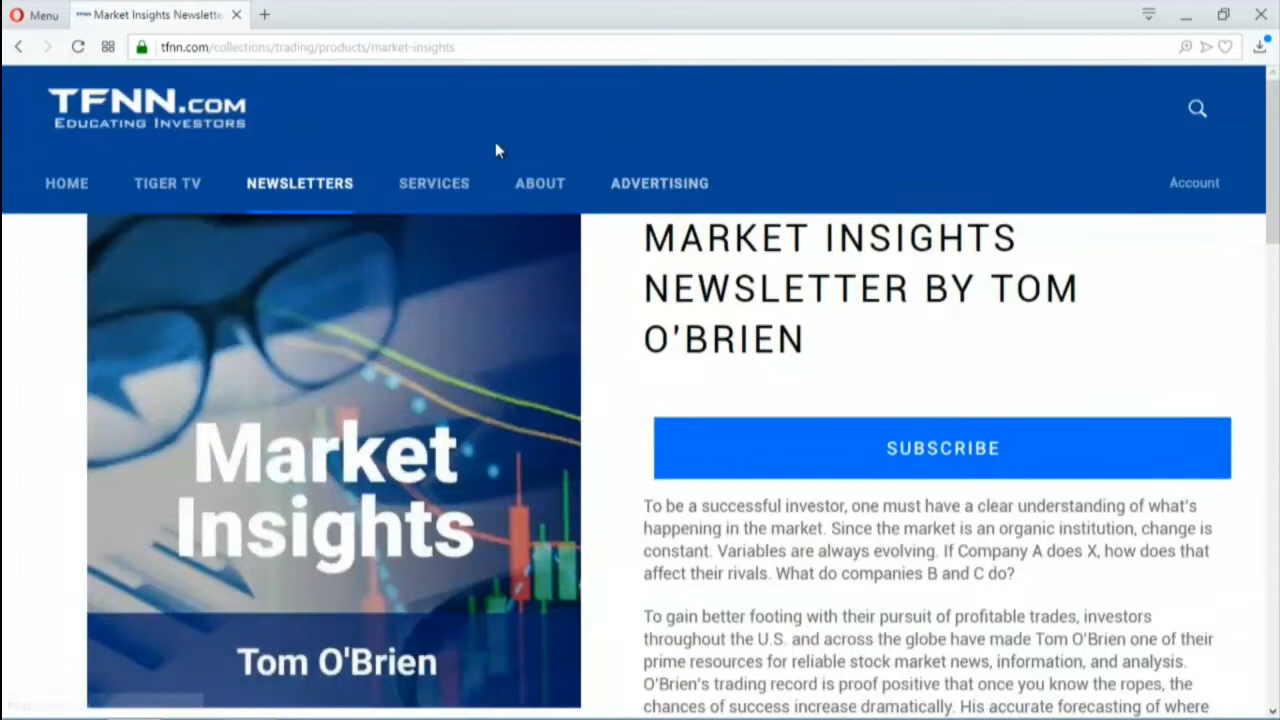 Menu
Market Insights Newslette
tfnn.com/collections/trading/products/market-insights
TFNN.COM
EDUCATING INVESTORS
HOME TIGER TV NEWSLETTERS SERVICES ABOUT ADVERTISING Account
MARKET INSIGHTS
NEWSLETTER BY TOM
O'BRIEN
Market
Insights
Tom O'Brien
SUBSCRIBE
To be a successful investor, one must have a clear understanding of what's
happening in the market. Since the market is an organic institution, change is
constant. Variables are always evolving. If Company A does X, how does that
affect their rivals. What do companies B and C do?
To gain better footing with their pursuit of profitable trades, investors
throughout the U.S. and across the globe have made Tom O'Brien one of their
prime resources for reliable stock market news, information, and analysis.
O'Brien's trading record is proof positive that once you know the ropes, the
chances of success increase dramatically. His accurate forecasting of where